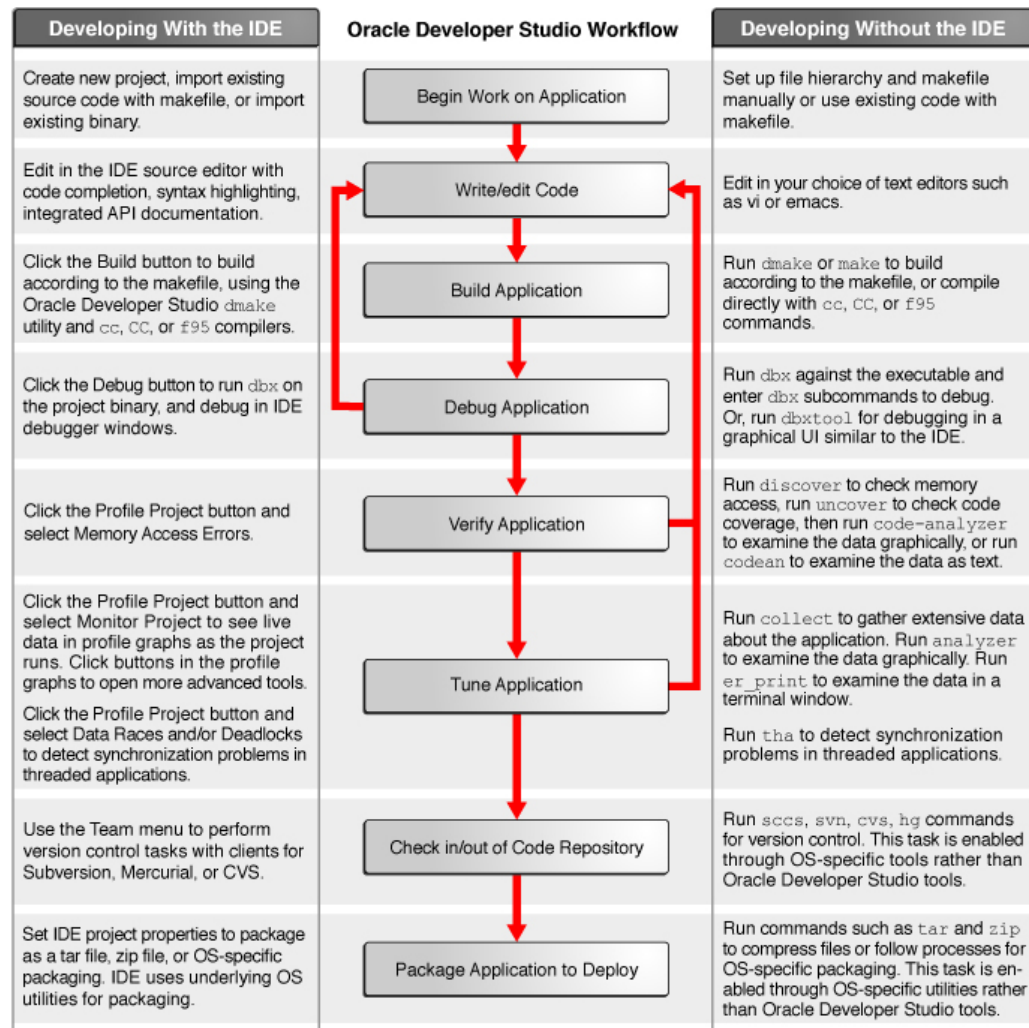 Developing With the IDE
Oracle Developer Studio Workflow
Developing Without the IDE
Create new project, import existing
source code with makefile, or import
existing binary.
Begin Work on Application
Set up file hierarchy and makefile
manually or use existing code with
makefile.
Edit in the IDE source editor with
code completion, syntax highlighting,
integrated API documentation.
Write/edit Code
Edit in your choice of text editors such
as vi or emacs.
Click the Build button to build
according to the makefile, using the
Oracle Developer Studio dmake
utility and cc, CC, or f95 compilers.
Build Application
Run dmake or make to build
according to the makefile, or compile
directly with cc, CC, or f95
commands.
Click the Debug button to run dbx on
the project binary, and debug in IDE
debugger windows.
Debug Application
Run dbx against the executable and
enter dbx subcommands to debug.
Or, run dbxtool for debugging in a
graphical UI similar to the IDE.
Click the Profile Project button and
select Memory Access Errors.
Verify Application
Run discover to check memory
access, run uncover to check code
coverage, then run code-analyzer
to examine the data graphically, or run
codean to examine the data as text.
Click the Profile Project button and
select Monitor Project to see live
data in profile graphs as the project
runs. Click buttons in the profile
graphs to open more advanced tools.
Click the Profile Project button and
select Data Races and/or Deadlocks
to detect synchronization problems in
threaded applications.
Tune Application
Run collect to gather extensive data
about the application. Run analyzer
to examine the data graphically. Run
er_print to examine the data in a
terminal window.
Run tha to detect synchronization
problems in threaded applications.
Use the Team menu to perform
version control tasks with clients for
Subversion, Mercurial, or CVS.
Check in/out of Code Repository
Run sccs, svn, cvs, hg commands
for version control. This task is enabled
through OS-specific tools rather than
Oracle Developer Studio tools.
Set IDE project properties to package
as a tar file, zip file, or OS-specific
packaging. IDE uses underlying OS
utilities for packaging.
Package Application to Deploy
Run commands such as tar and zip
to compress files or follow processes for
OS-specific packaging. This task is en-
abled through OS-specific utilities rather
than Oracle Developer Studio tools.